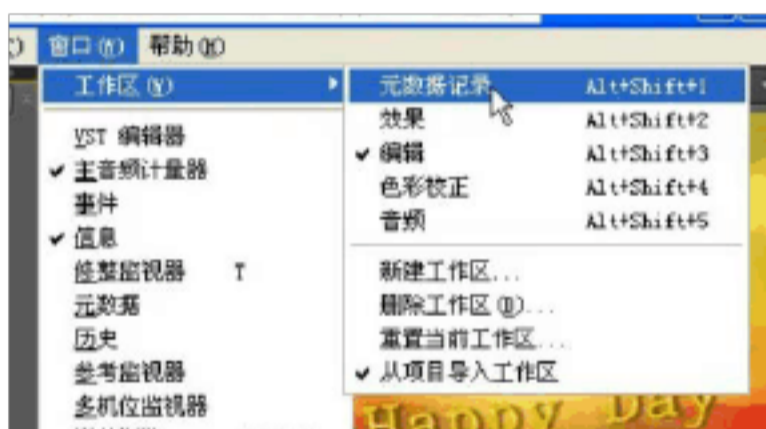 窗口(W) 帮助(H)
工作区(W)
VST 编辑器
主音频计量器
事件
信息
修整监视器 T
元数据
历史
参考监视器
多机位监视器
元数据记录 Alt+Shift+1
效果 Alt+Shift+2
编辑 Alt+Shift+3
色彩校正 Alt+Shift+4
音频 Alt+Shift+5
新建工作区...
删除工作区(D)...
重置当前工作区...
从项目导入工作区
Happy Day